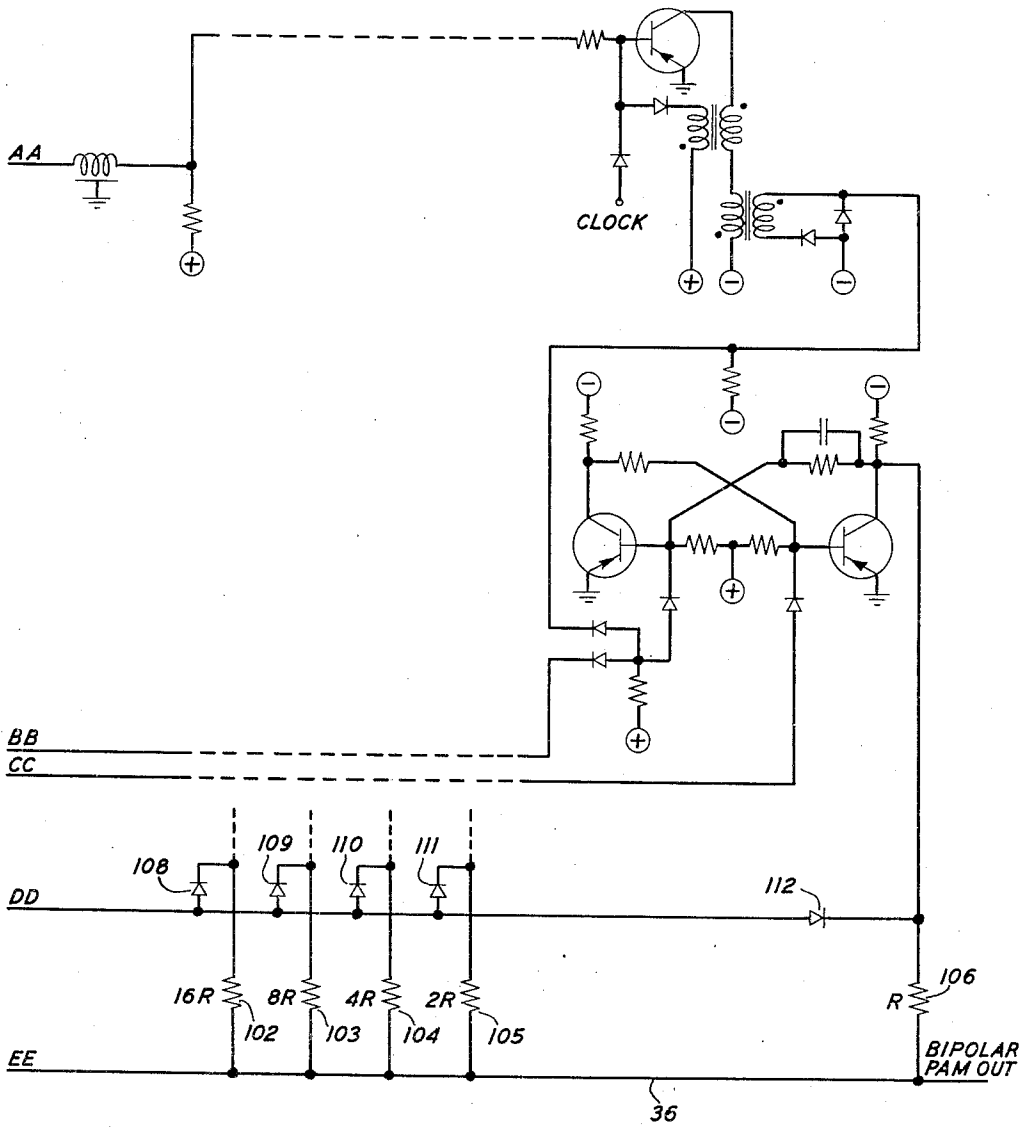 AA
+
CLOCK
+
−
−
−
−
−
+
+
BB
CC
108
109
110
111
DD
112
16R
8R
4R
2R
R
106
102
103
104
105
EE
BIPOLAR
PAM OUT
36